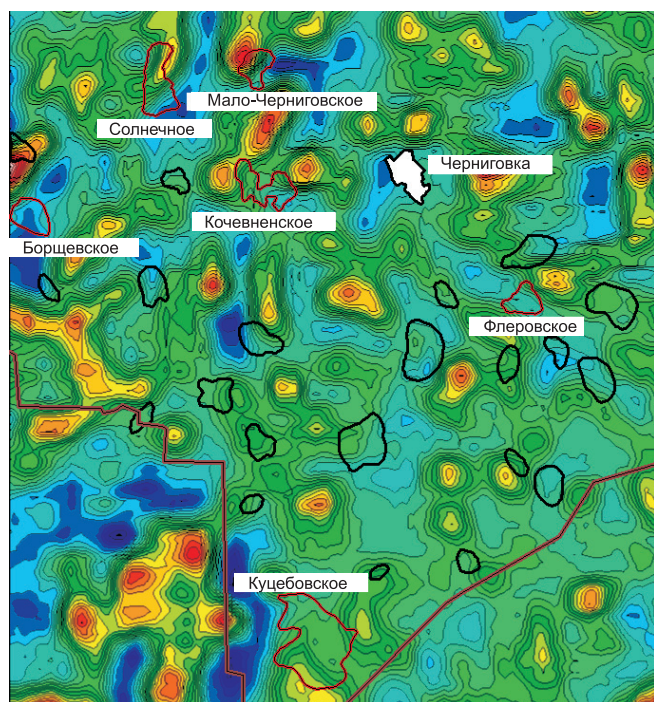 Мало-Черниговское
Солнечное
Черниговка
Кочевненское
Борщевское
Флеровское
Куцебовское